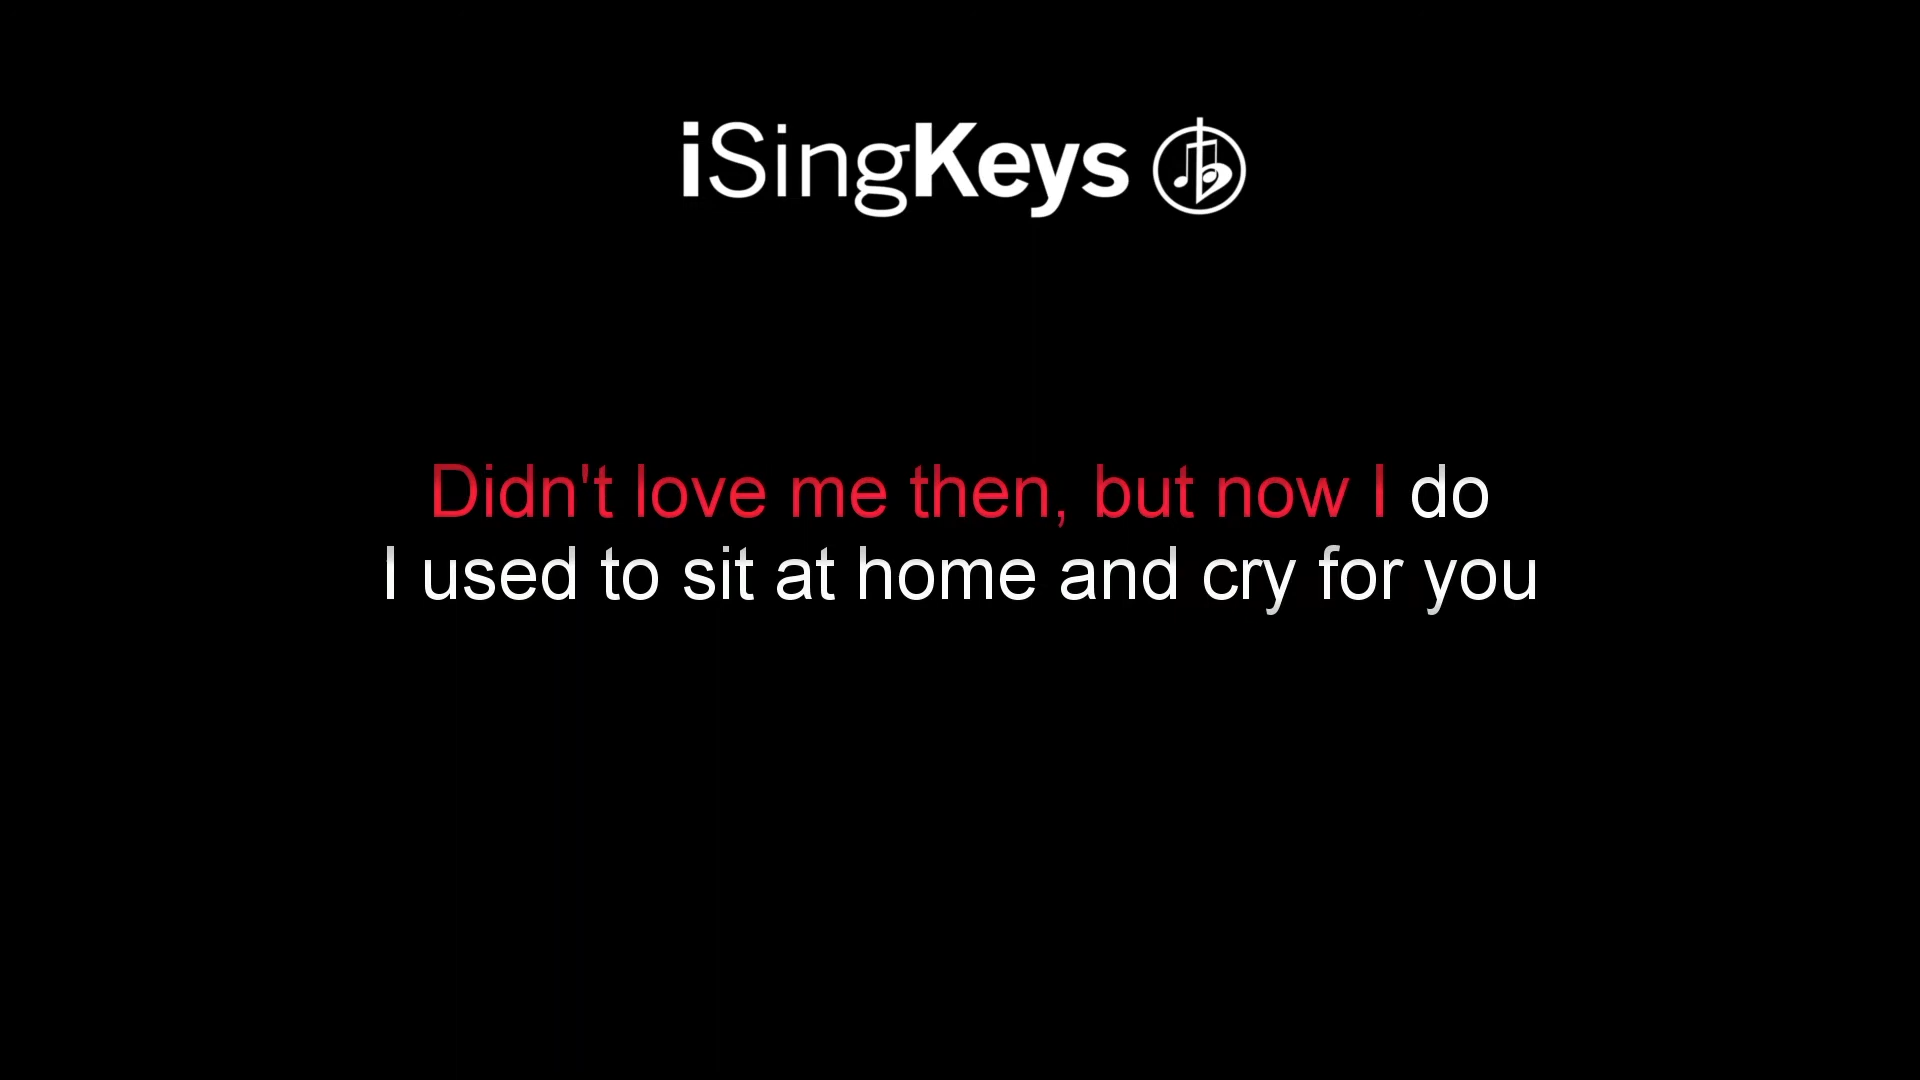 iSingKeys
Didn't love me then, but now I do
I used to sit at home and cry for you